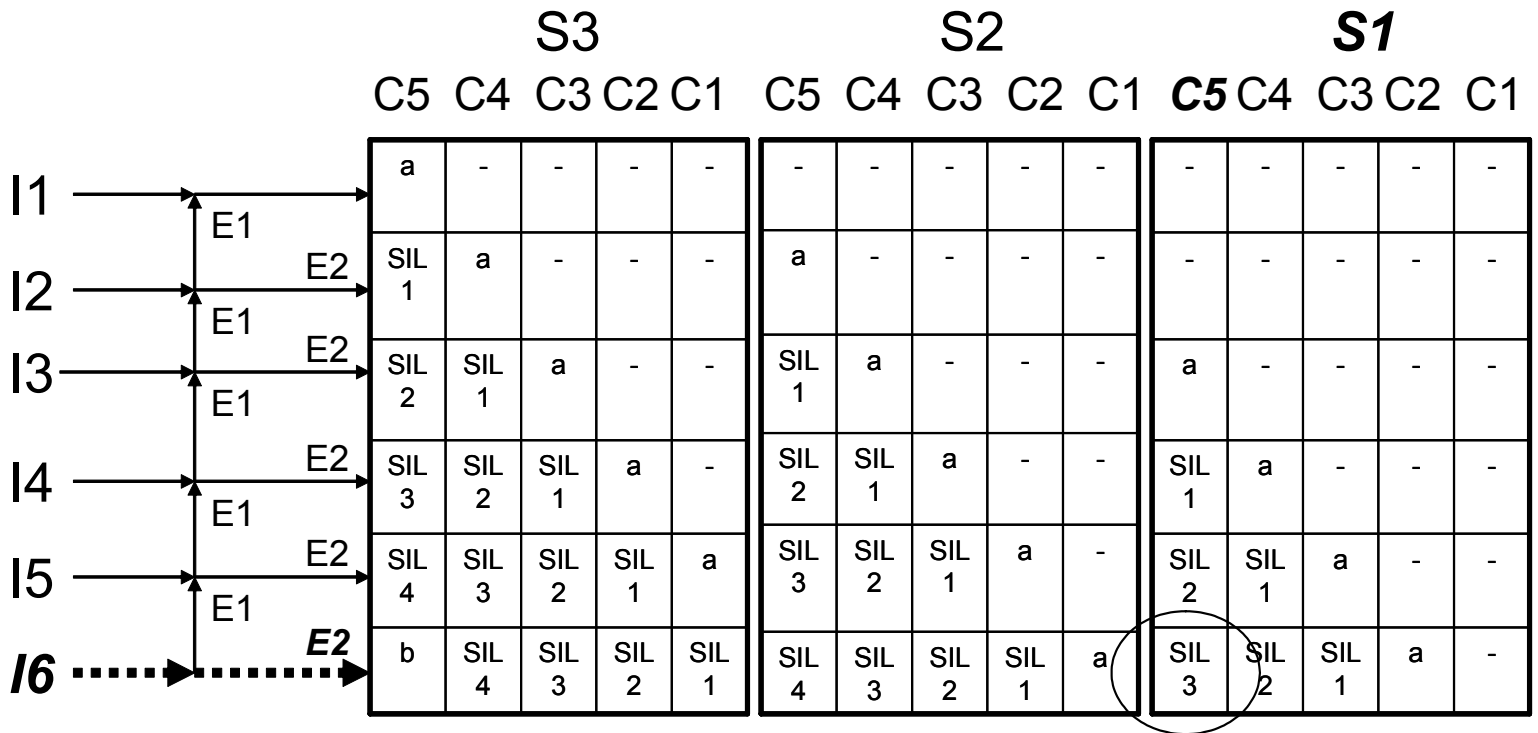 S3 S2 S1
C5 C4 C3 C2 C1 C5 C4 C3 C2 C1 C5 C4 C3 C2 C1
I1 a - - - - - - - - - - - - - -
E1
I2 E2 SIL 1 a - - - a - - - - - - - - -
E1
I3 E2 SIL 2 SIL 1 a - - SIL 1 a - - - a - - - -
E1
I4 E2 SIL 3 SIL 2 SIL 1 a - SIL 2 SIL 1 a - - SIL 1 a - - -
E1
I5 E2 SIL 4 SIL 3 SIL 2 SIL 1 a SIL 3 SIL 2 SIL 1 a - SIL 2 SIL 1 a - -
E1
I6 E2 b SIL 4 SIL 3 SIL 2 SIL 1 SIL 4 SIL 3 SIL 2 SIL 1 a SIL 3 SIL 2 SIL 1 a -